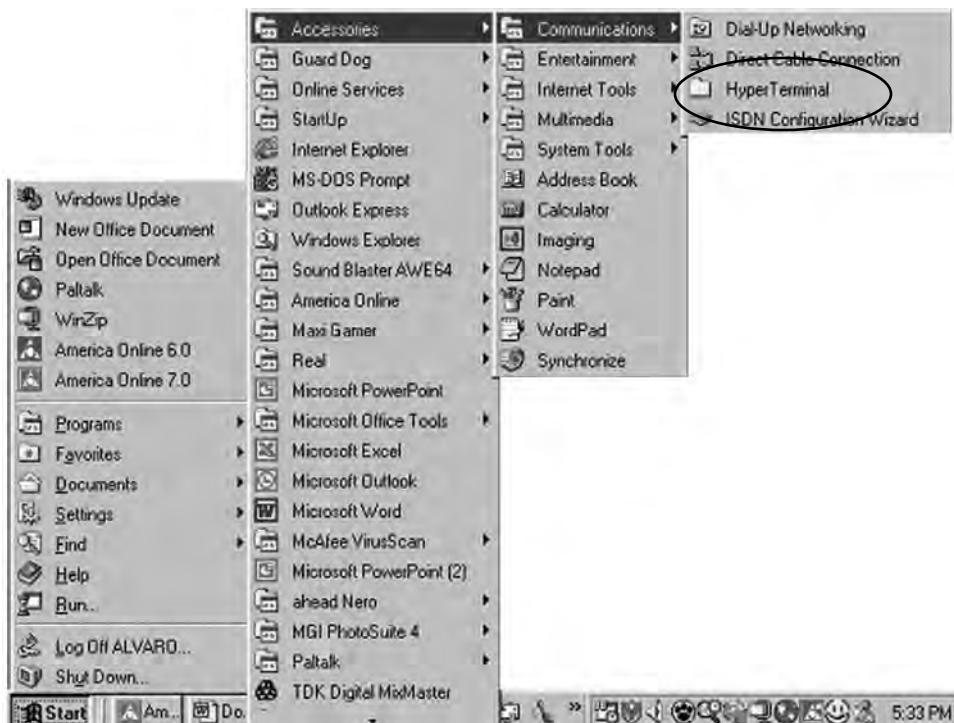 Windows Update
New Office Document
Open Office Document
Paltalk
WinZip
America Online 6.0
America Online 7.0
Programs
Favorites
Documents
Settings
Find
Help
Run...
Log Off ALVARO...
Shut Down...
Accessories
Guard Dog
Online Services
StartUp
Internet Explorer
MS-DOS Prompt
Outlook Express
Windows Explorer
Sound Blaster AWE64
America Online
Maxi Gamer
Real
Microsoft PowerPoint
Microsoft Office Tools
Microsoft Excel
Microsoft Outlook
Microsoft Word
McAfee VirusScan
Microsoft PowerPoint (2)
ahead Nero
MGI PhotoSuite 4
Paltalk
TDK Digital MixMaster
Communications
Entertainment
Internet Tools
Multimedia
System Tools
Address Book
Calculator
Imaging
Notepad
Paint
WordPad
Synchronize
Dial-Up Networking
Direct Cable Connection
HyperTerminal
ISDN Configuration Wizard
Start
Am...
Do.
5:33 PM